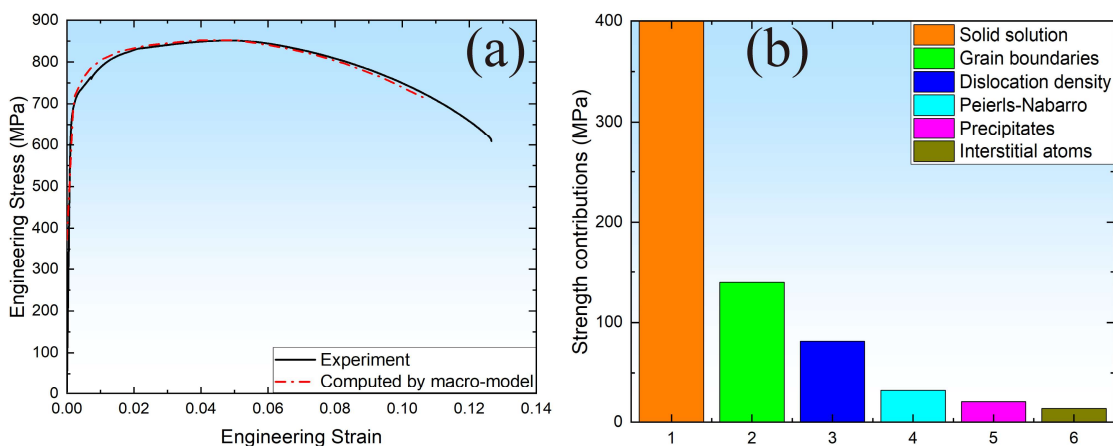 (a)
Engineering Stress (MPa)
900
800
700
600
500
400
300
200
100
0
Experiment
Computed by macro-model
0.00 0.02 0.04 0.06 0.08 0.10 0.12 0.14
Engineering Strain
(b)
Strength contributions (MPa)
400
300
200
100
0
Solid solution
Grain boundaries
Dislocation density
Peierls-Nabarro
Precipitates
Interstitial atoms
1 2 3 4 5 6